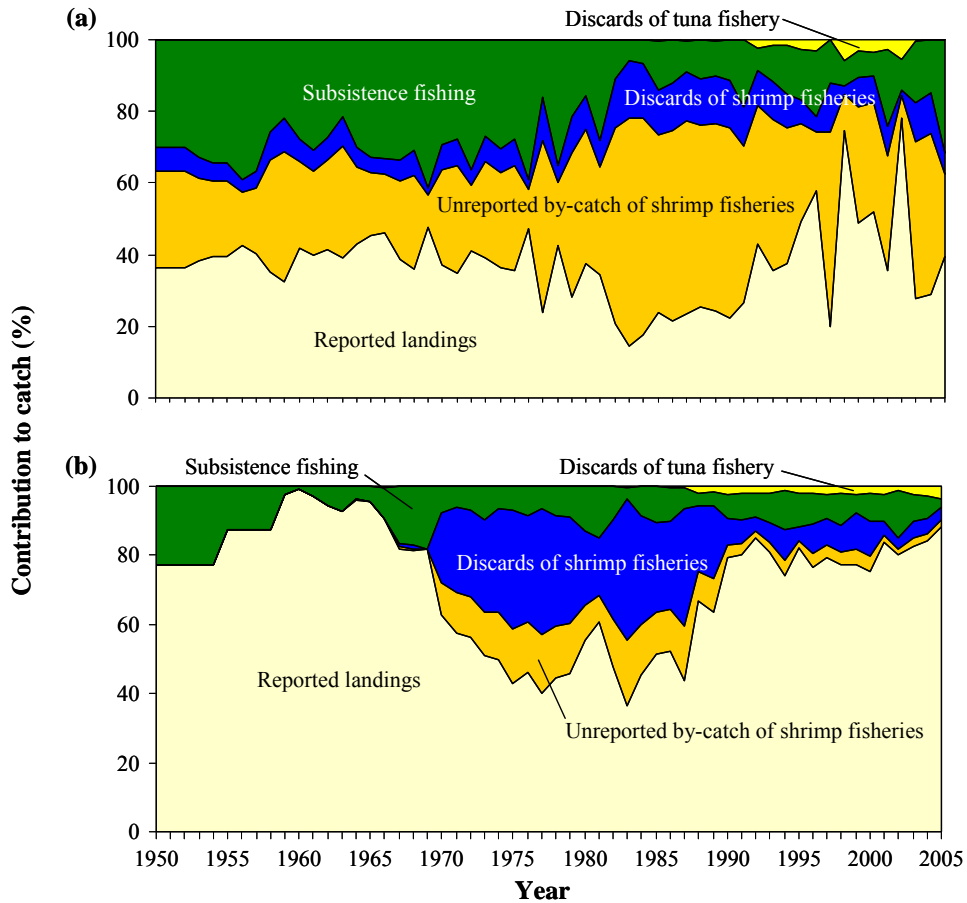 (a)
Discards of tuna fishery
100
Subsistence fishing
Discards of shrimp fisheries
80
60
Unreported by-catch of shrimp fisheries
40
Reported landings
20
0
Contribution to catch (%)
(b)
Subsistence fishing
Discards of tuna fishery
100
80
Discards of shrimp fisheries
60
Reported landings
Unreported by-catch of shrimp fisheries
40
20
0
1950 1955 1960 1965 1970 1975 1980 1985 1990 1995 2000 2005
Year